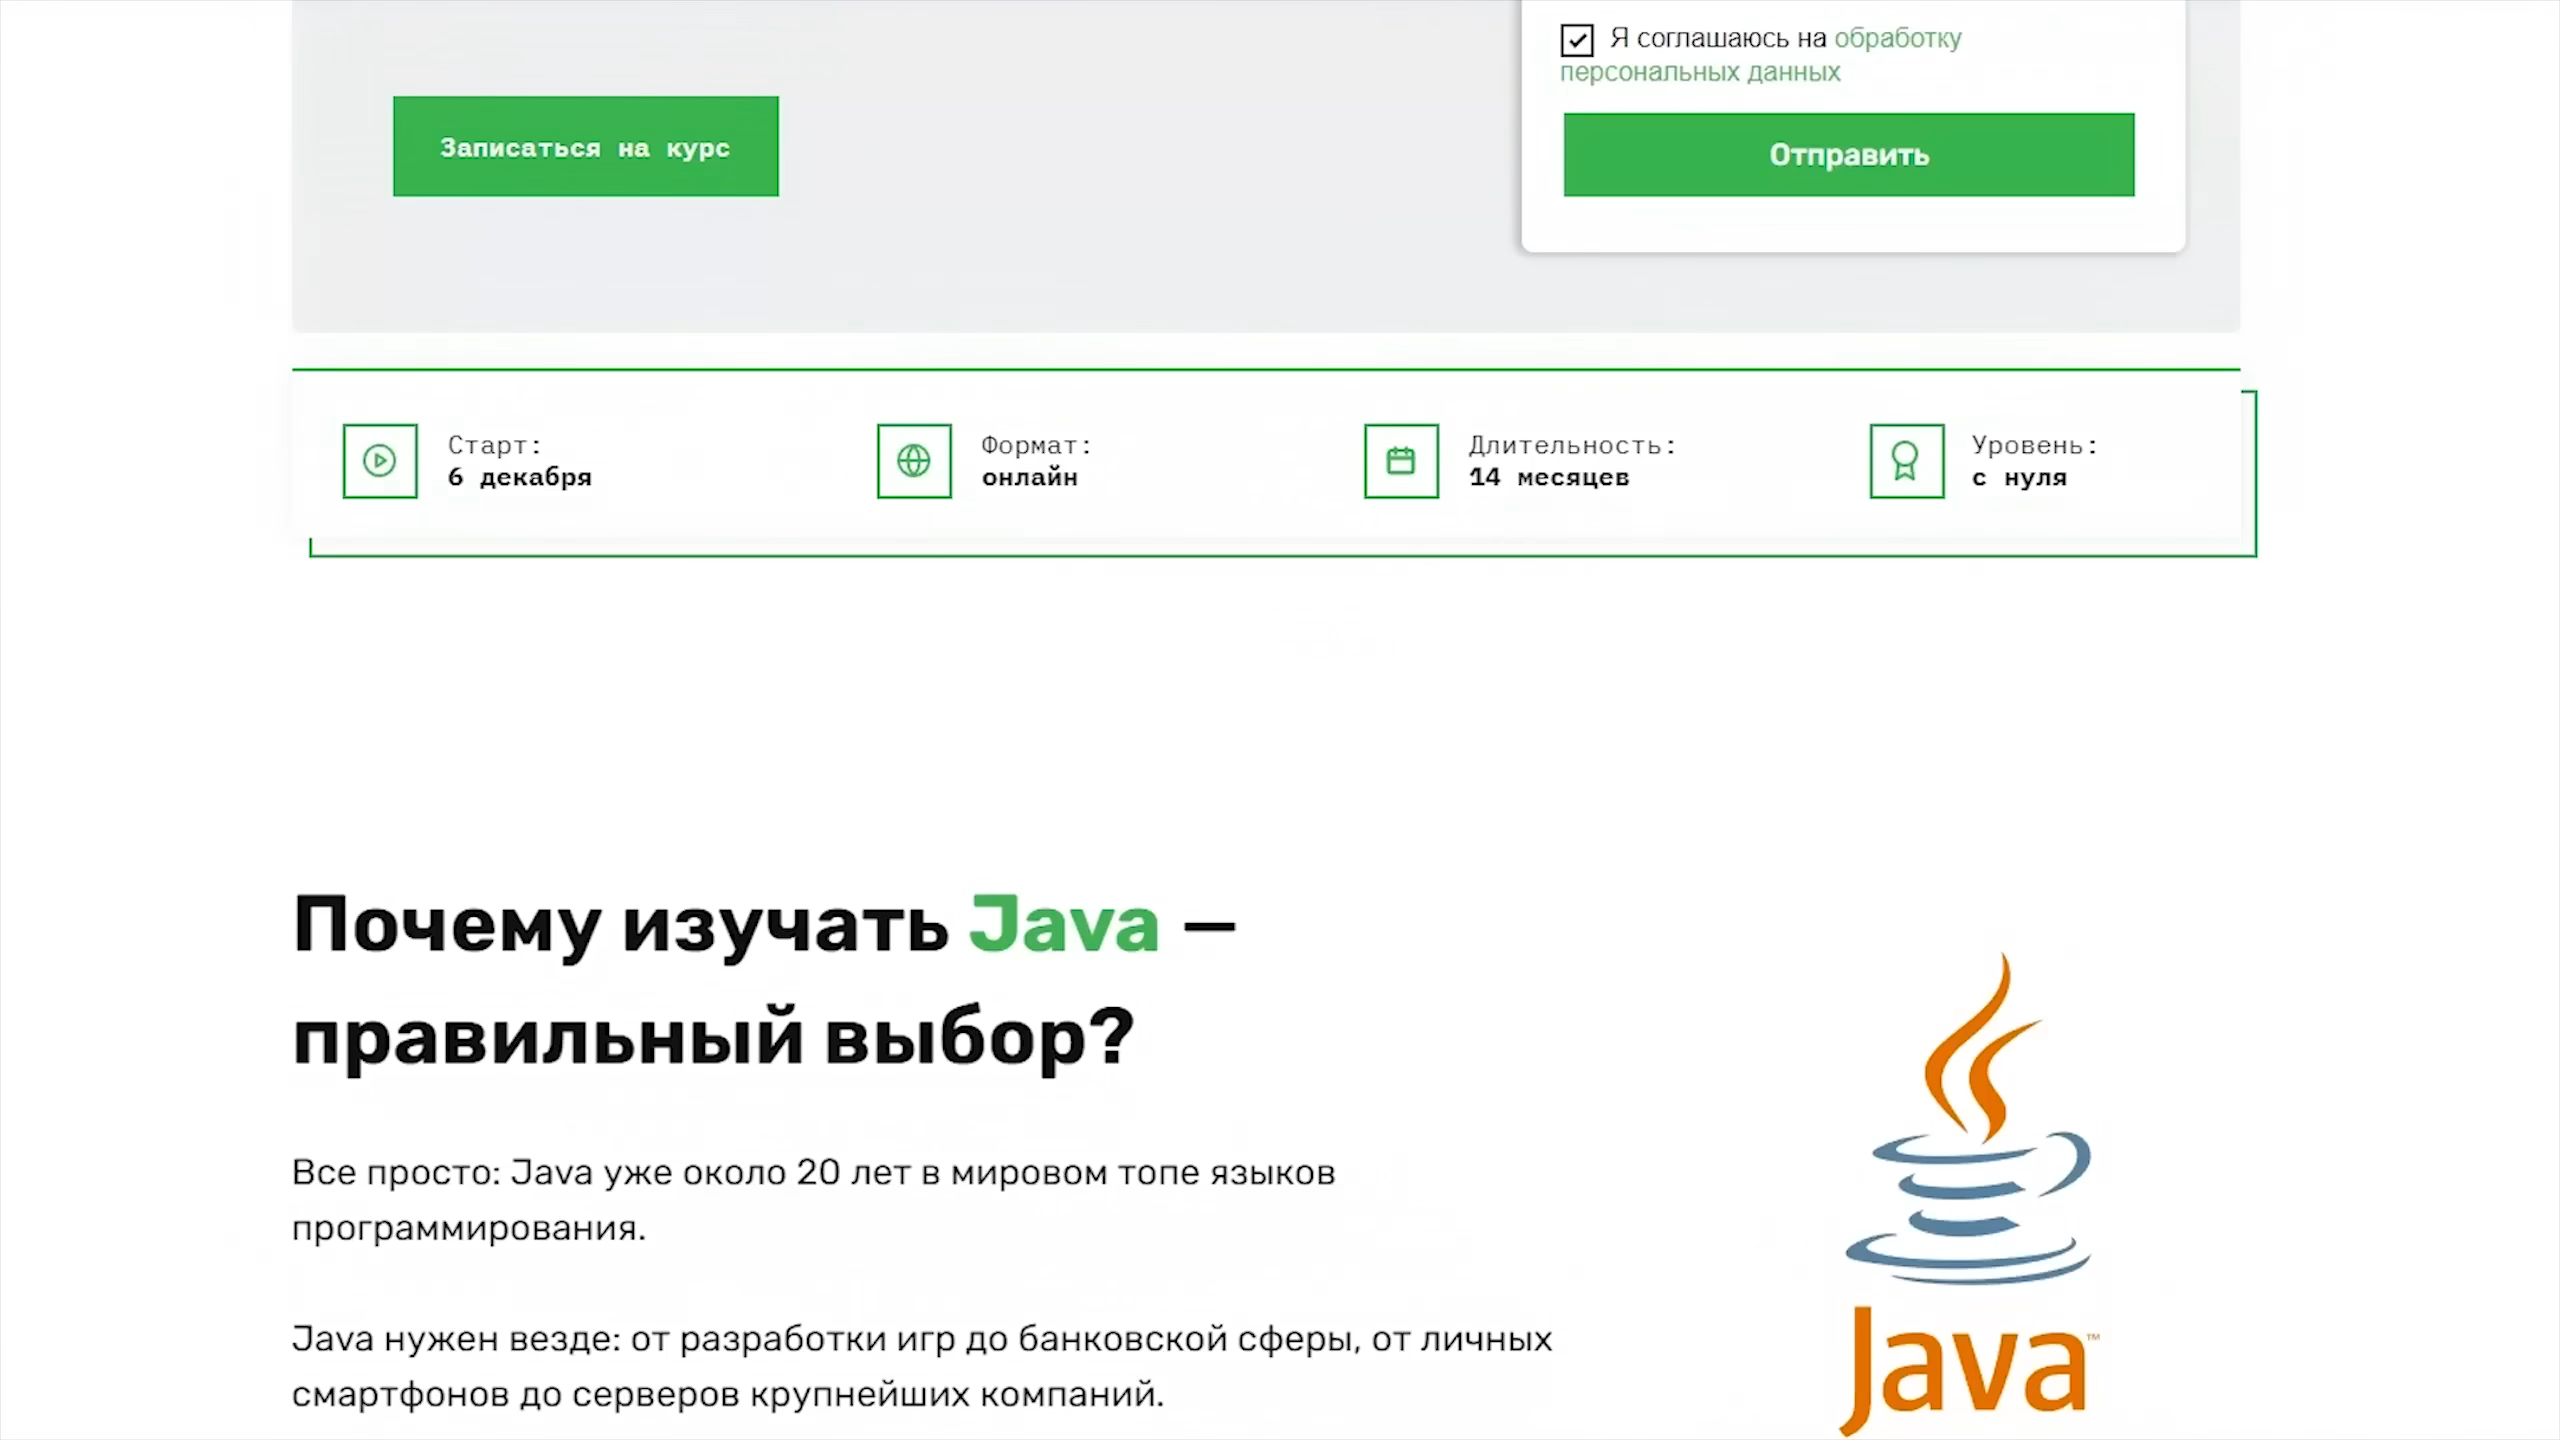 Я соглашаюсь на обработку
персональных данных
Записаться на курс
Отправить
Старт:
6 декабря
Формат:
онлайн
Длительность:
14 месяцев
Уровень:
с нуля
Почему изучать Java —
правильный выбор?
Все просто: Java уже около 20 лет в мировом топе языков
программирования.
Java нужен везде: от разработки игр до банковской сферы, от личных
смартфонов до серверов крупнейших компаний.
Java™